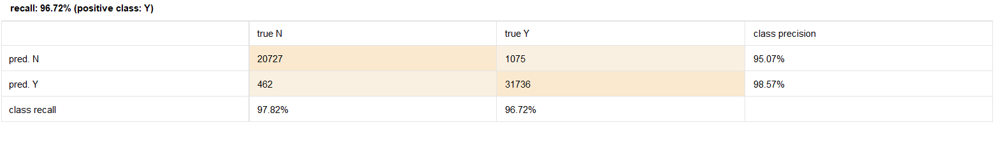 recall: 96.72% (positive class: Y)
true N true Y class precision
pred. N 20727 1075 95.07%
pred. Y 462 31736 98.57%
class recall 97.82% 96.72%